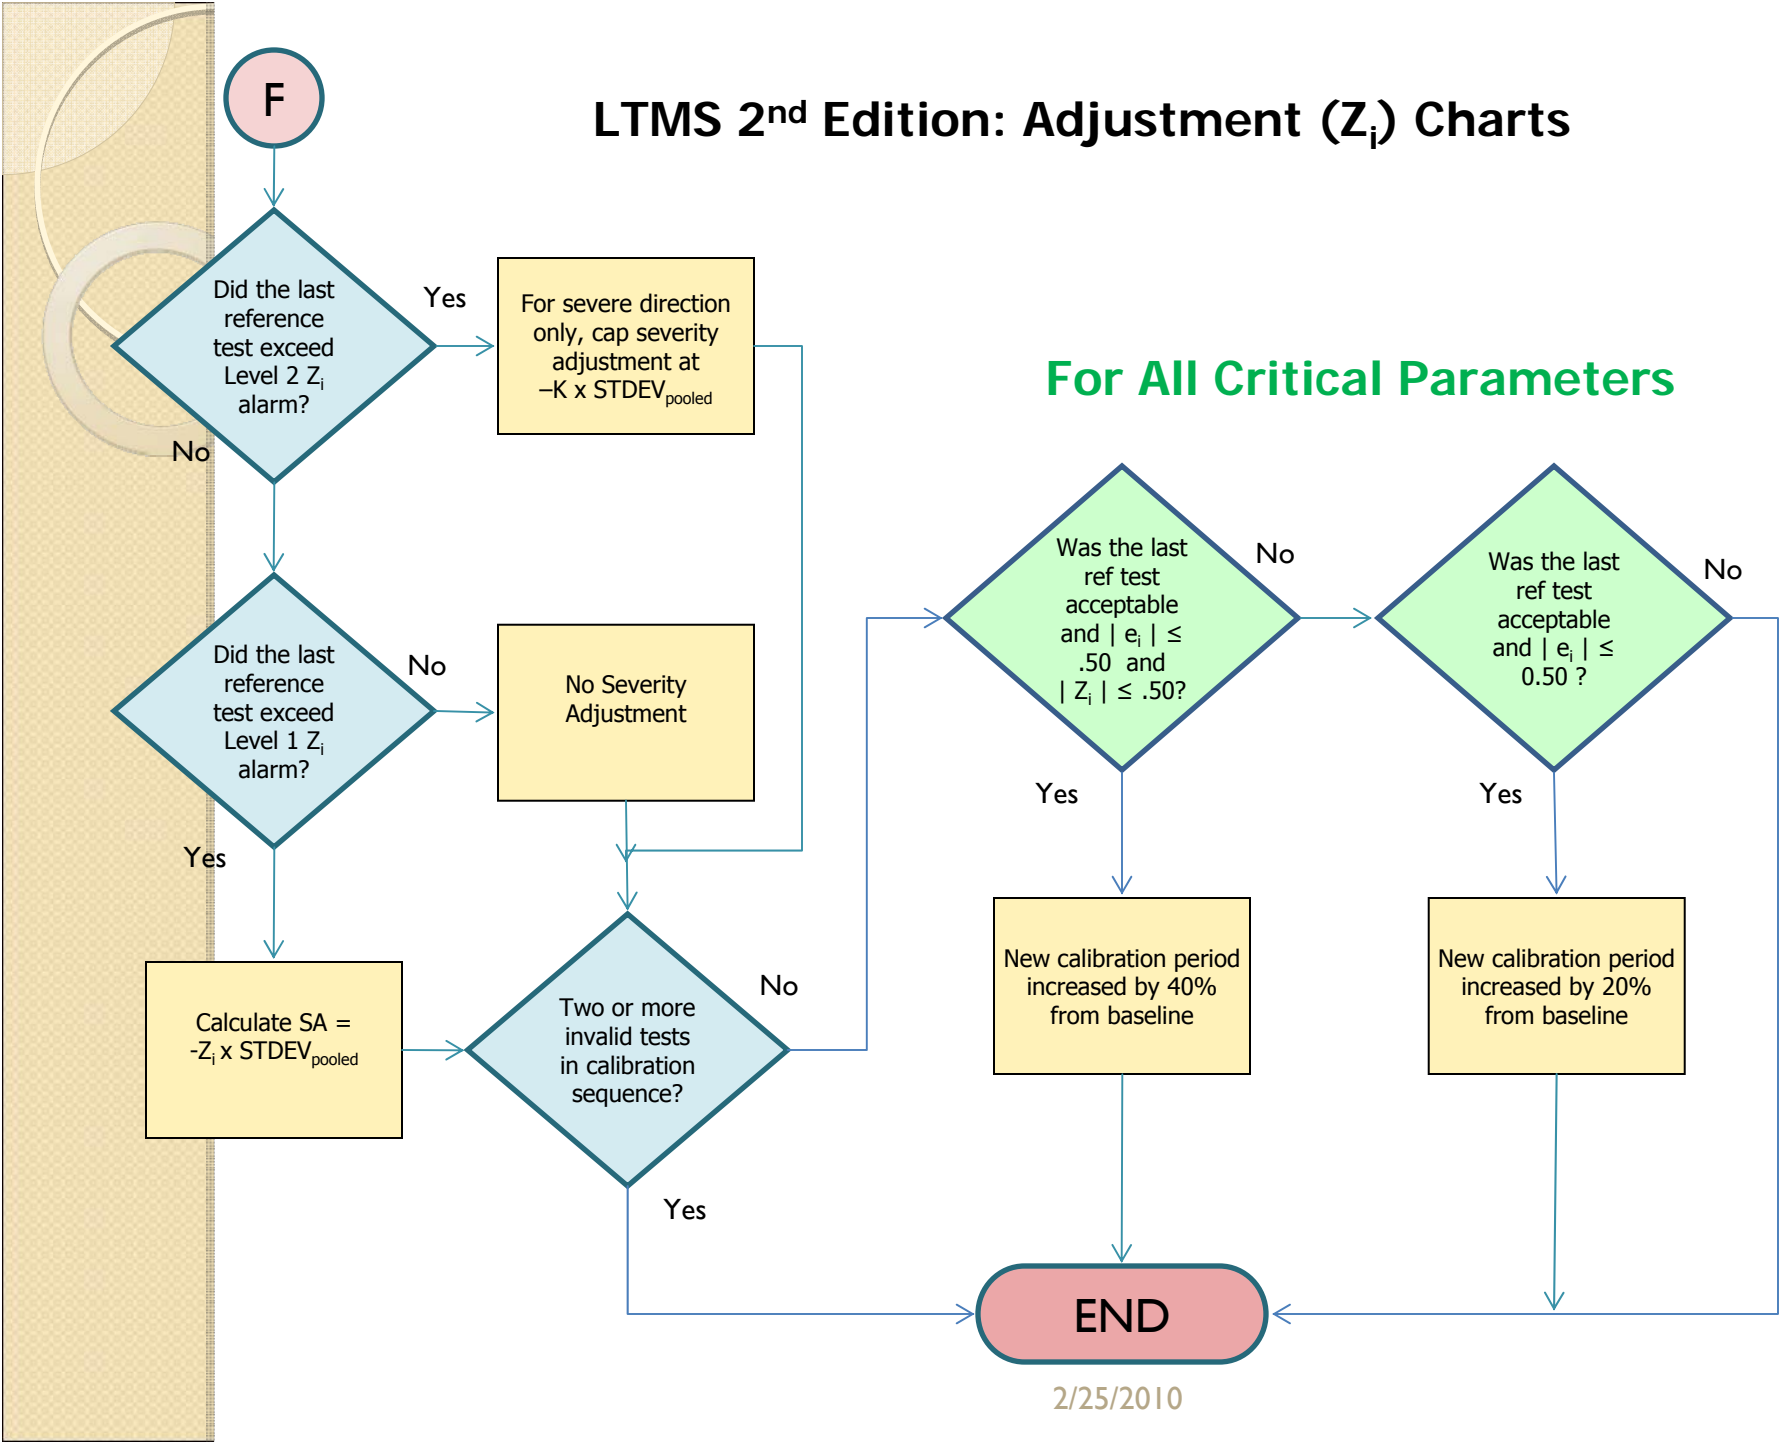 F
LTMS 2nd Edition: Adjustment (Zi) Charts
Did the last
reference
test exceed
Level 2 Zi
alarm?
Yes
No
For severe direction
only, cap severity
adjustment at
–K x STDEVpooled
For All Critical Parameters
Did the last
reference
test exceed
Level 1 Zi
alarm?
No
Yes
No Severity
Adjustment
Calculate SA =
-Zi x STDEVpooled
Two or more
invalid tests
in calibration
sequence?
No
Yes
Was the last
ref test
acceptable
and | ei | ≤
.50 and
| Zi | ≤ .50?
No
Yes
Was the last
ref test
acceptable
and | ei | ≤
0.50 ?
No
Yes
New calibration period
increased by 40%
from baseline
New calibration period
increased by 20%
from baseline
END
2/25/2010